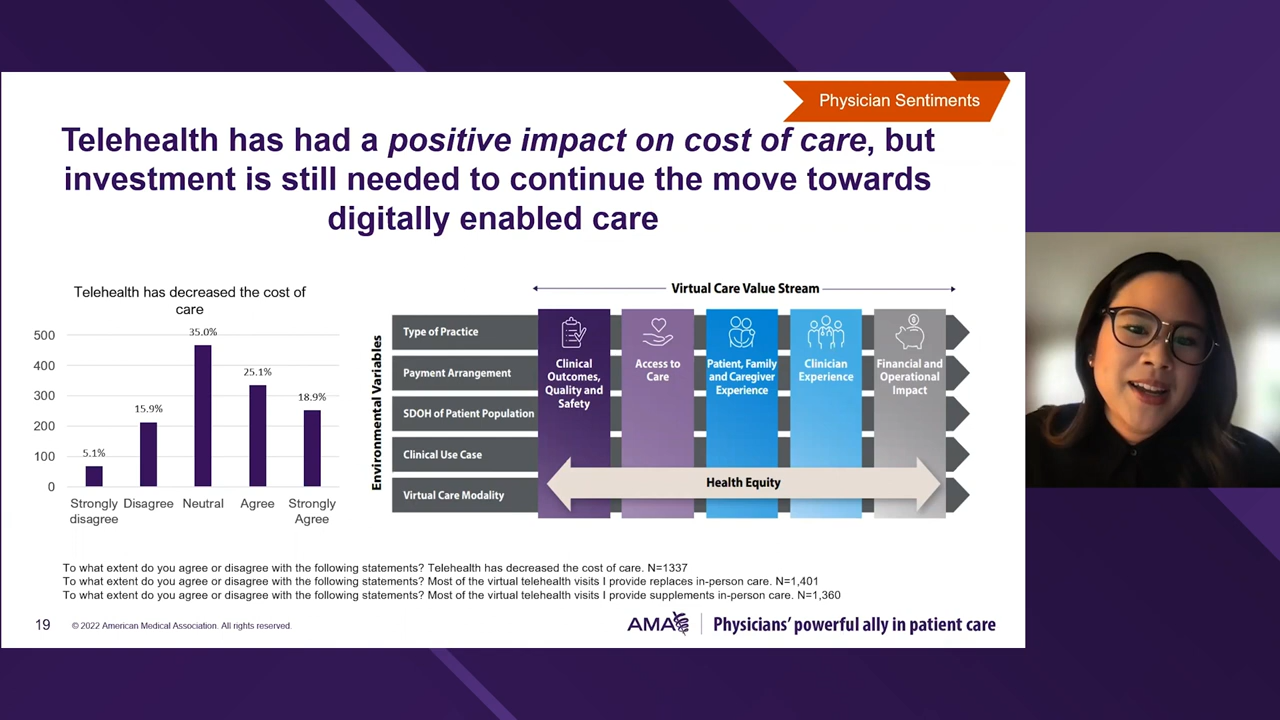 Physician Sentiments
Telehealth has had a positive impact on cost of care, but
investment is still needed to continue the move towards
digitally enabled care
Telehealth has decreased the cost of
care
500
400
300
200
100
0
5.1%
15.9%
35.0%
25.1%
18.9%
Strongly
disagree
Disagree
Neutral
Agree
Strongly
Agree
Virtual Care Value Stream
Environmental Variables
Type of Practice
Payment Arrangement
SDOH of Patient Population
Clinical Use Case
Virtual Care Modality
Clinical
Outcomes,
Quality and
Safety
Access to
Care
Patient, Family
and Caregiver
Experience
Clinician
Experience
Financial and
Operational
Impact
Health Equity
To what extent do you agree or disagree with the following statements? Telehealth has decreased the cost of care. N=1337
To what extent do you agree or disagree with the following statements? Most of the virtual telehealth visits I provide replaces in-person care. N=1,401
To what extent do you agree or disagree with the following statements? Most of the virtual telehealth visits I provide supplements in-person care. N=1,360
19
© 2022 American Medical Association. All rights reserved.
AMA
Physicians' powerful ally in patient care